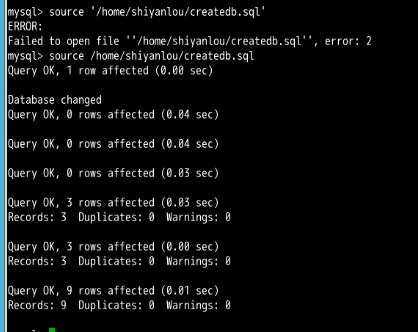 mysql> source '/home/shiyanlou/createdb.sql'
ERROR:
Failed to open file ''/home/shiyanlou/createdb.sql'', error: 2
mysql> source /home/shiyanlou/createdb.sql
Query OK, 1 row affected (0.00 sec)
Database changed
Query OK, 0 rows affected (0.04 sec)
Query OK, 0 rows affected (0.04 sec)
Query OK, 0 rows affected (0.03 sec)
Query OK, 3 rows affected (0.03 sec)
Records: 3  Duplicates: 0  Warnings: 0
Query OK, 3 rows affected (0.00 sec)
Records: 3  Duplicates: 0  Warnings: 0
Query OK, 9 rows affected (0.01 sec)
Records: 9  Duplicates: 0  Warnings: 0